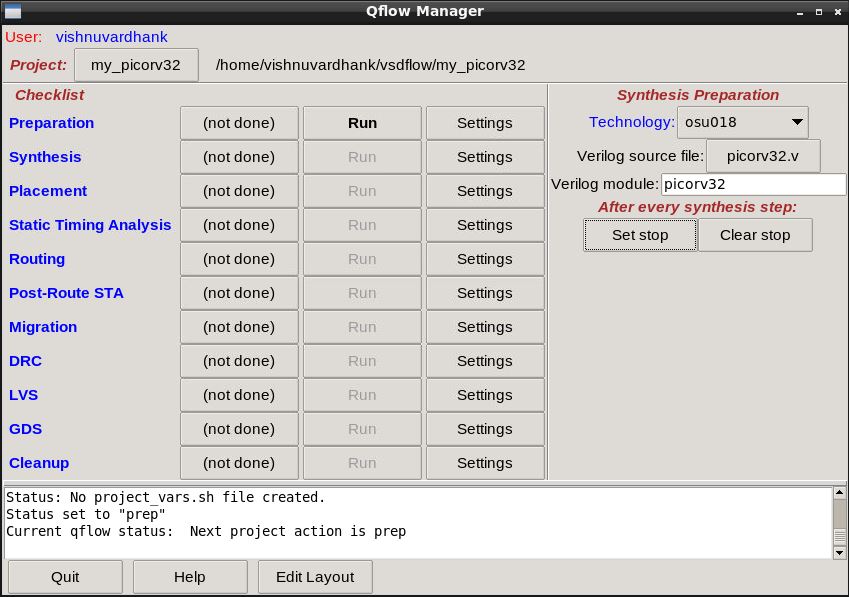 Qflow Manager
User: vishnuvardhank
Project: my_picorv32 /home/vishnuvardhank/vsdflow/my_picorv32
Checklist
Preparation (not done) Run Settings
Synthesis (not done) Run Settings
Placement (not done) Run Settings
Static Timing Analysis (not done) Run Settings
Routing (not done) Run Settings
Post-Route STA (not done) Run Settings
Migration (not done) Run Settings
DRC (not done) Run Settings
LVS (not done) Run Settings
GDS (not done) Run Settings
Cleanup (not done) Run Settings
Synthesis Preparation
Technology: osu018
Verilog source file: picorv32.v
Verilog module: picorv32
After every synthesis step:
Set stop Clear stop
Status: No project_vars.sh file created.
Status set to "prep"
Current qflow status:  Next project action is prep
Quit Help Edit Layout